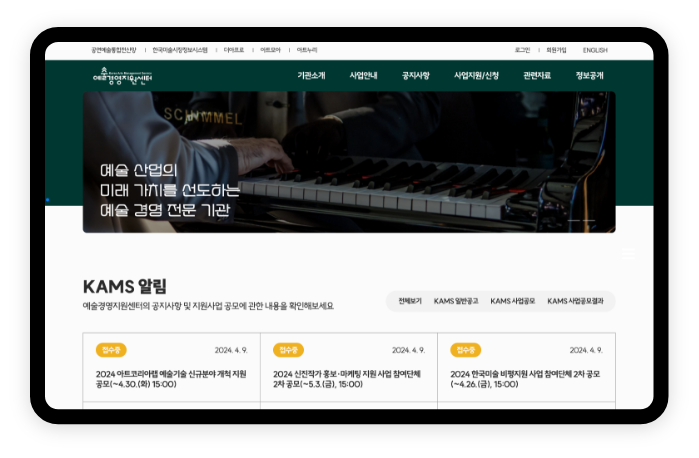 공연예술통합전산망 | 한국미술시장정보시스템 | 더아프로 | 아트모아 | 아트누리
로그인 | 회원가입 ENGLISH
Korea Arts Management Service
예술경영지원센터
기관소개 사업안내 공지사항 사업지원/신청 관련자료 정보공개
SCHIMMEL
예술 산업의
미래 가치를 선도하는
예술 경영 전문 기관
KAMS 알림
예술경영지원센터의 공지사항 및 지원사업 공모에 관한 내용을 확인해보세요
전체보기 KAMS 일반공고 KAMS 사업공모 KAMS 사업공모결과
접수중 2024. 4. 9.
2024 아트코리아랩 예술기술 신규분야 개척 지원
공모(~4.30.(화) 15:00)
접수중 2024. 4. 9.
2024 신진작가 홍보·마케팅 지원 사업 참여단체
2차 공모(~5.3.(금), 15:00)
접수중 2024. 4. 9.
2024 한국미술 비평지원 사업 참여단체 2차 공모
(~4.26.(금), 15:00)